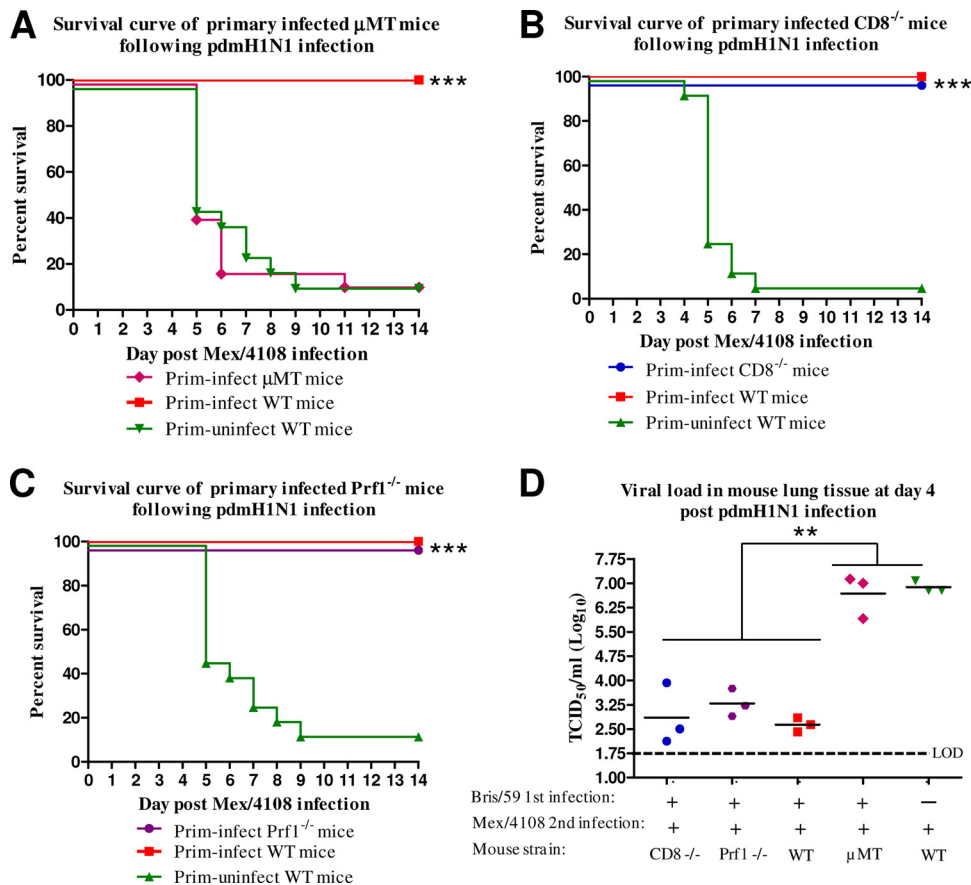 A
Survival curve of primary infected µMT mice
following pdmH1N1 infection
Percent survival
100
80
60
40
20
0
***
0 1 2 3 4 5 6 7 8 9 10 11 12 13 14
Day post Mex/4108 infection
Prim-infect µMT mice
Prim-infect WT mice
Prim-uninfect WT mice
B
Survival curve of primary infected CD8-/- mice
following pdmH1N1 infection
Percent survival
100
80
60
40
20
0
***
0 1 2 3 4 5 6 7 8 9 10 11 12 13 14
Day post Mex/4108 infection
Prim-infect CD8-/- mice
Prim-infect WT mice
Prim-uninfect WT mice
C
Survival curve of primary infected Prf1-/- mice
following pdmH1N1 infection
Percent survival
100
80
60
40
20
0
***
0 1 2 3 4 5 6 7 8 9 10 11 12 13 14
Day post Mex/4108 infection
Prim-infect Prf1-/- mice
Prim-infect WT mice
Prim-uninfect WT mice
D
Viral load in mouse lung tissue at day 4
post pdmH1N1 infection
**
TCID50/ml (Log10)
7.75
7.00
6.25
5.50
4.75
4.00
3.25
2.50
1.75
1.00
LOD
Bris/59 1st infection: + + + + –
Mex/4108 2nd infection: + + + + +
Mouse strain: CD8 -/- Prf1 -/- WT µMT WT